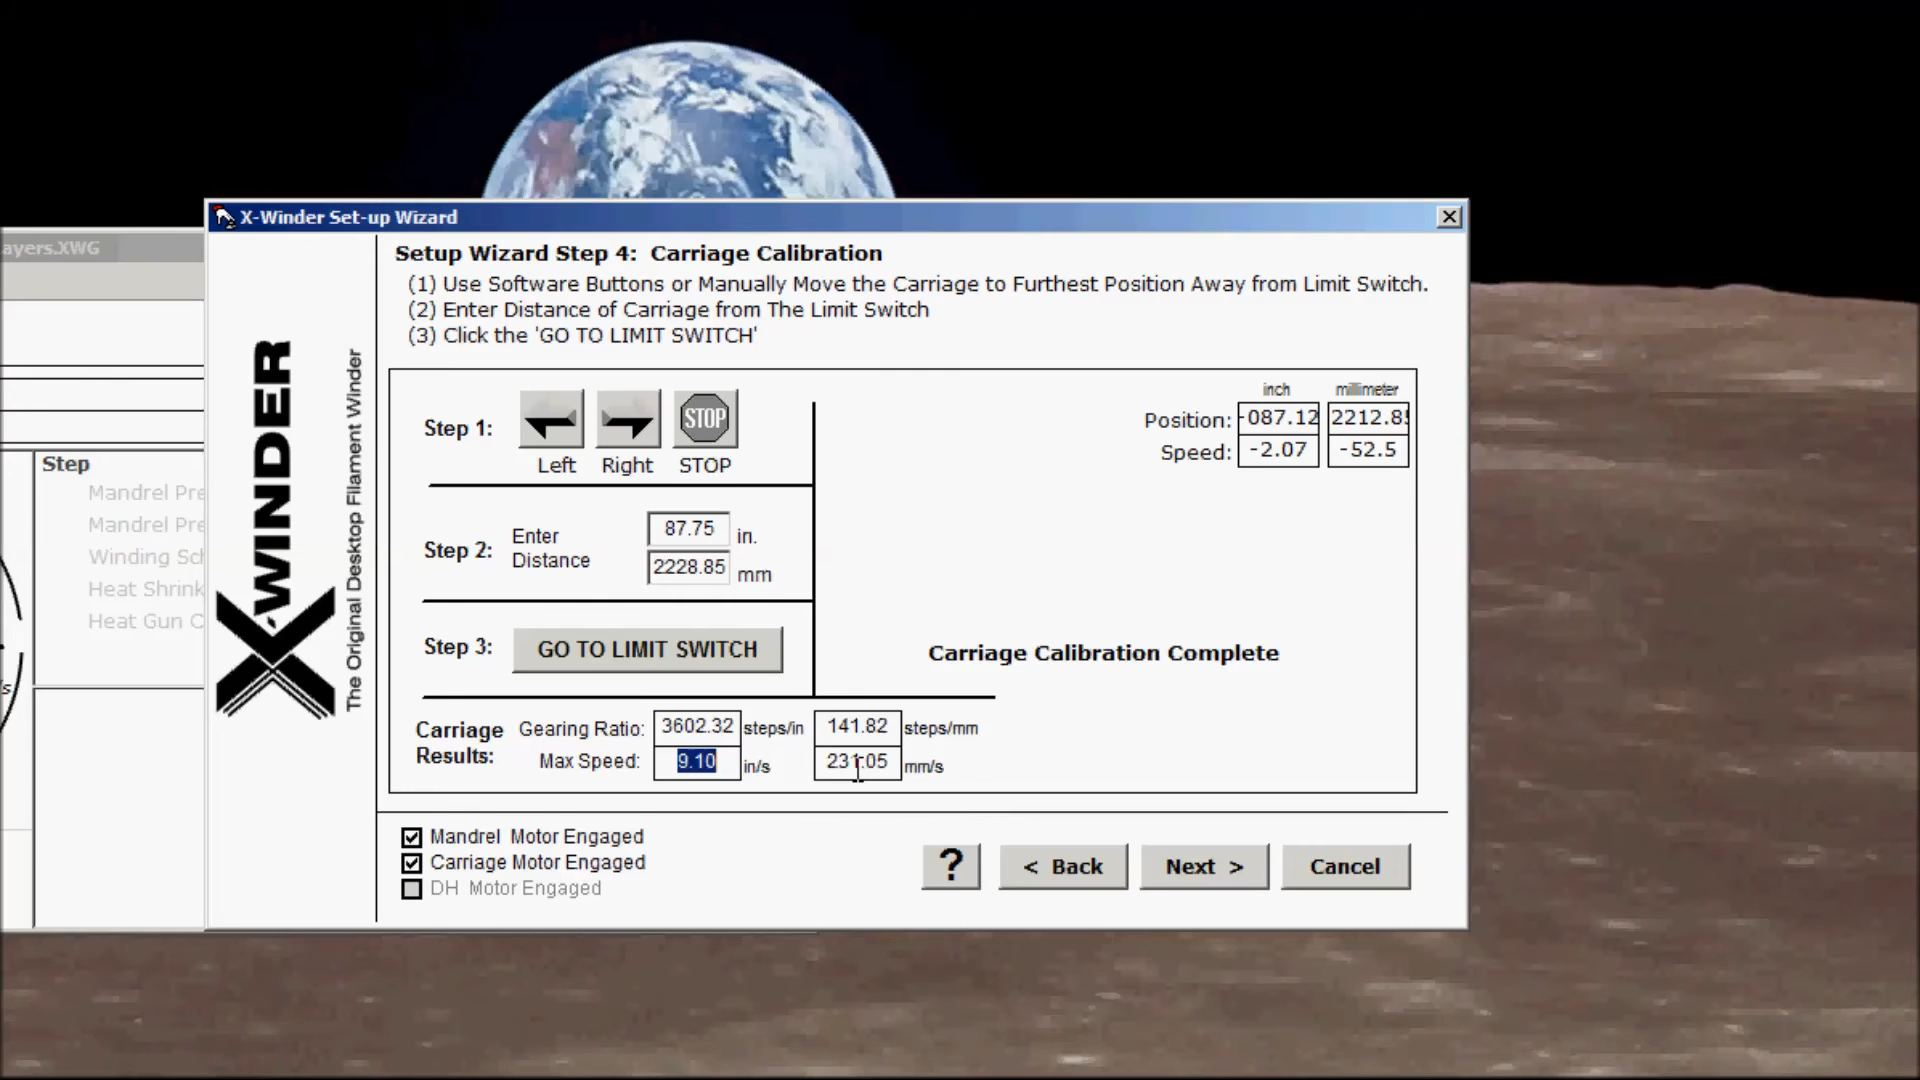 X-Winder Set-up Wizard
ayers.XWG
Setup Wizard Step 4: Carriage Calibration
(1) Use Software Buttons or Manually Move the Carriage to Furthest Position Away from Limit Switch.
(2) Enter Distance of Carriage from The Limit Switch
(3) Click the 'GO TO LIMIT SWITCH'
Step
Mandrel Pre
Mandrel Pre
Winding Sch
Heat Shrink
Heat Gun C
X-WINDER
The Original Desktop Filament Winder
Step 1:
STOP
Left Right STOP
inch millimeter
Position: -087.12 2212.85
Speed: -2.07 -52.5
Step 2: Enter Distance 87.75 in.
2228.85 mm
Step 3: GO TO LIMIT SWITCH
Carriage Calibration Complete
Carriage Results:
Gearing Ratio: 3602.32 steps/in 141.82 steps/mm
Max Speed: 9.10 in/s 231.05 mm/s
Mandrel Motor Engaged
Carriage Motor Engaged
DH Motor Engaged
? < Back Next > Cancel